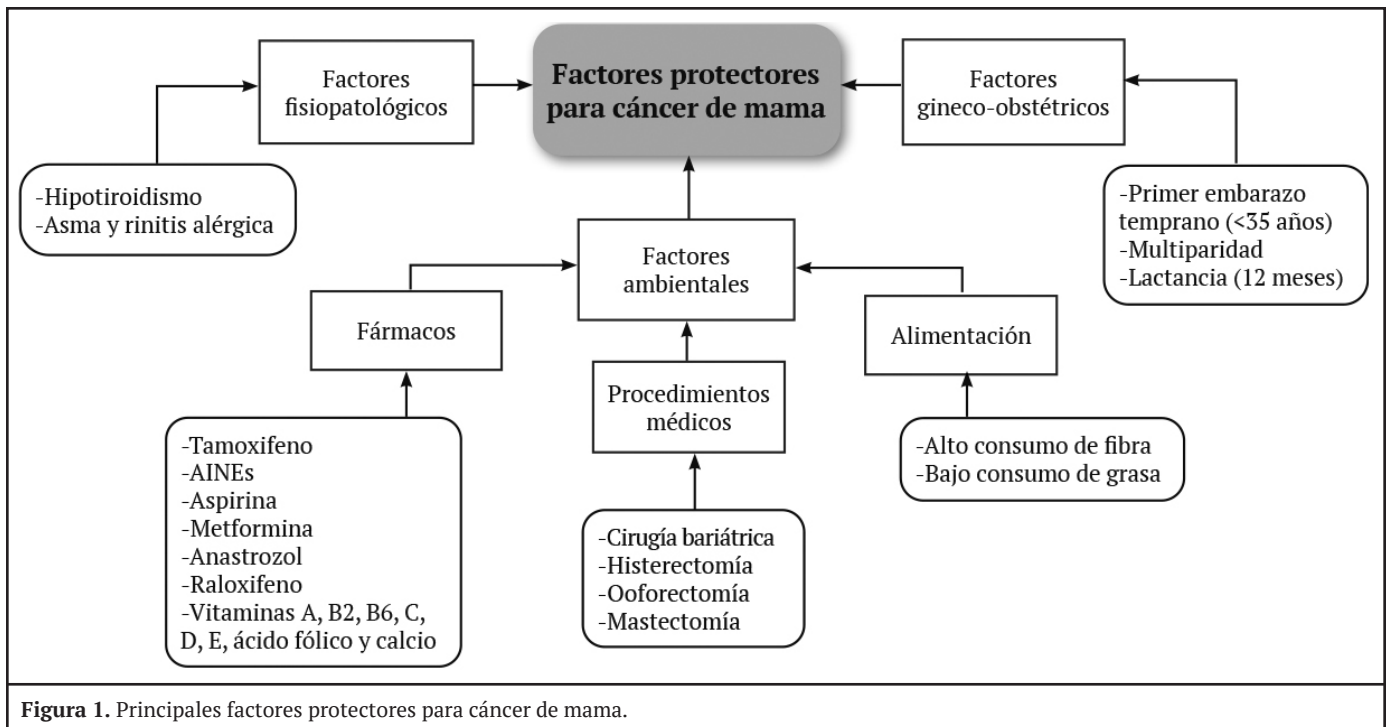 Factores
fisiopatológicos
Factores protectores
para cáncer de mama
Factores
gineco-obstétricos
-Hipotiroidismo
-Asma y rinitis alérgica
-Primer embarazo
temprano (<35 años)
-Multiparidad
-Lactancia (12 meses)
Factores
ambientales
Fármacos
Procedimientos
médicos
Alimentación
-Tamoxifeno
-AINEs
-Aspirina
-Metformina
-Anastrozol
-Raloxifeno
-Vitaminas A, B2, B6, C,
D, E, ácido fólico y calcio
-Cirugía bariátrica
-Histerectomía
-Ooforectomía
-Mastectomía
-Alto consumo de fibra
-Bajo consumo de grasa
Figura 1. Principales factores protectores para cáncer de mama.